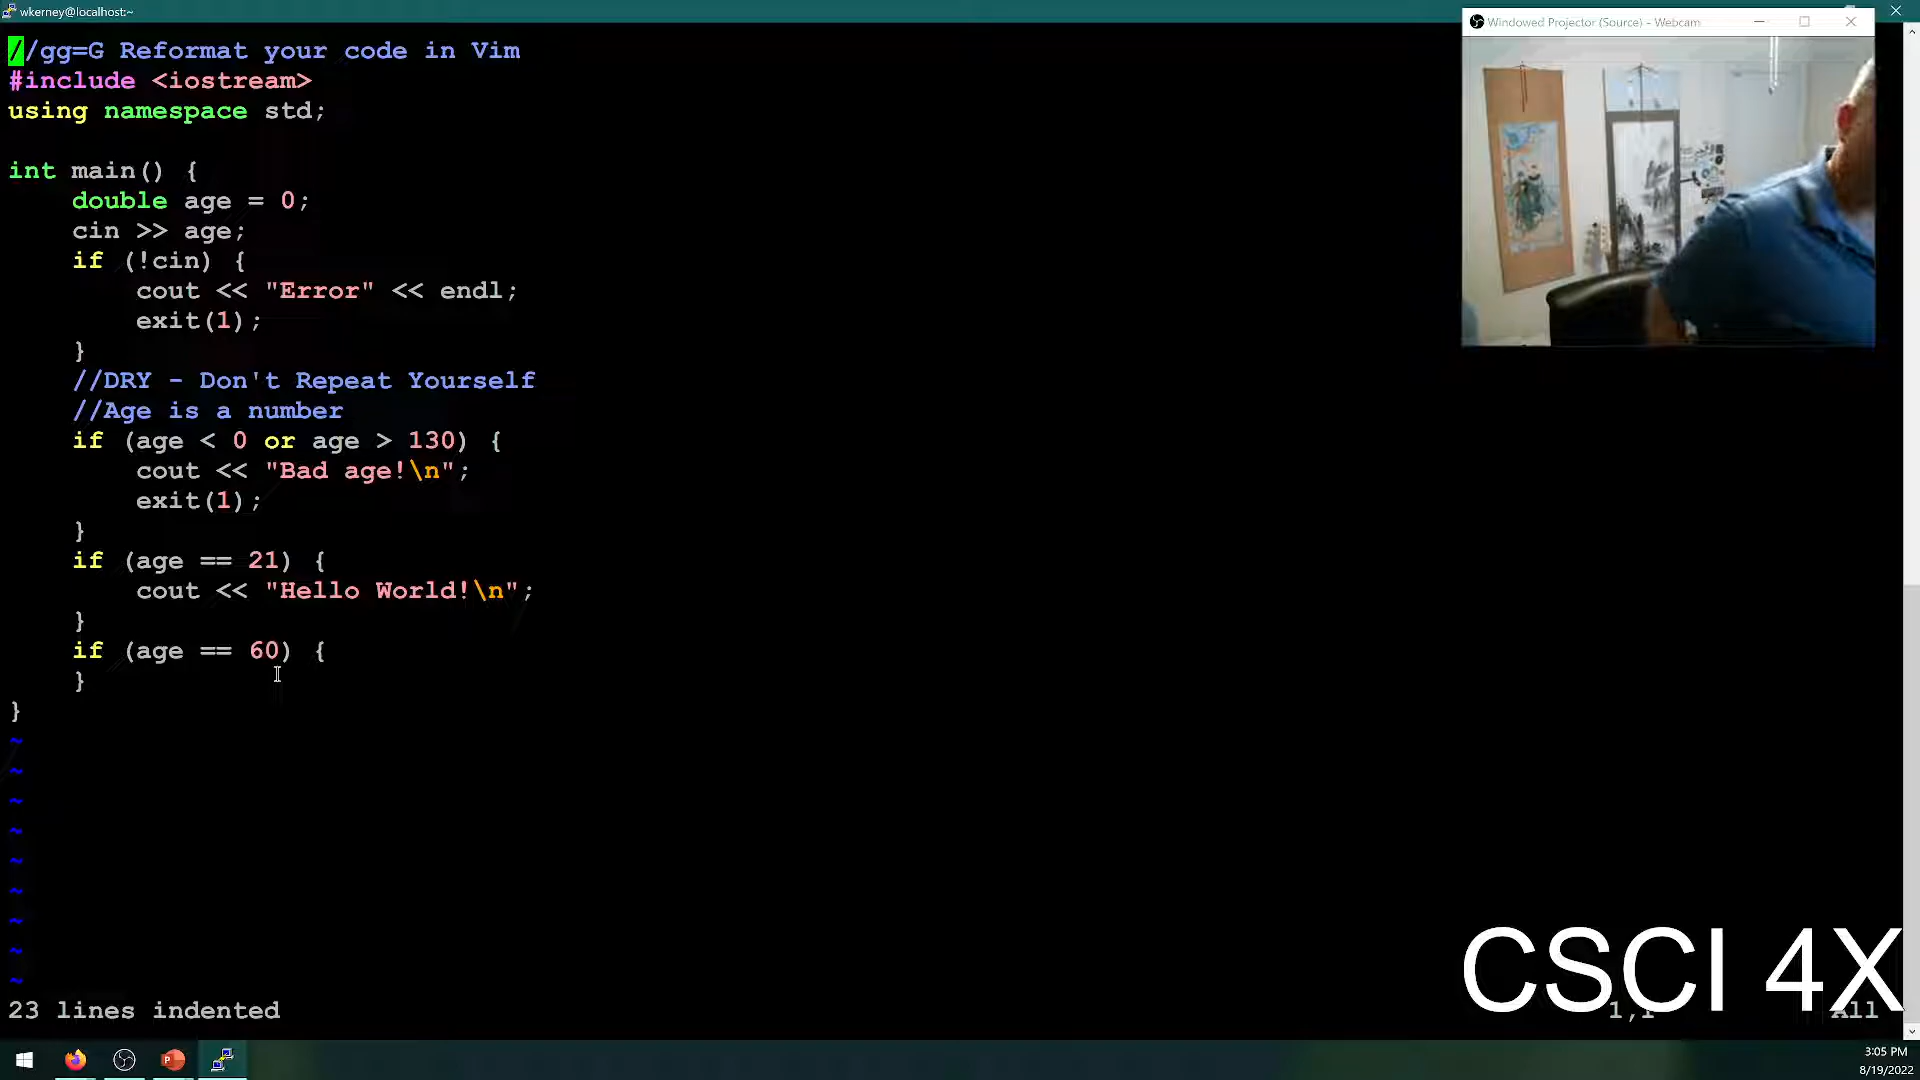 wkerney@localhost:~
Windowed Projector (Source) - Webcam
//gg=G Reformat your code in Vim
#include <iostream>
using namespace std;
int main() {
    double age = 0;
    cin >> age;
    if (!cin) {
        cout << "Error" << endl;
        exit(1);
    }
    //DRY - Don't Repeat Yourself
    //Age is a number
    if (age < 0 or age > 130) {
        cout << "Bad age!\n";
        exit(1);
    }
    if (age == 21) {
        cout << "Hello World!\n";
    }
    if (age == 60) {
    }
}
~
~
~
~
~
~
~
~
~
CSCI 4X
23 lines indented
1,1
All
3:05 PM
8/19/2022